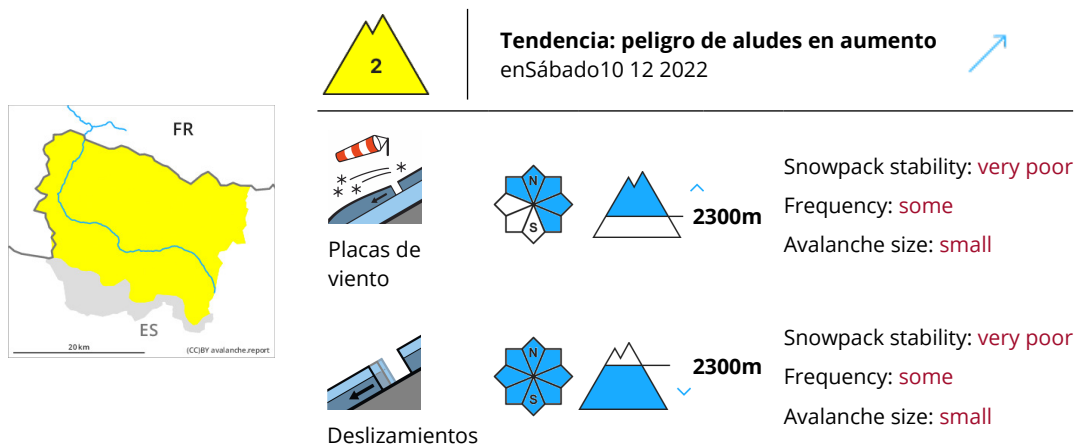 2
Tendencia: peligro de aludes en aumento
enSábado10 12 2022
FR
ES
20 km
(CC)BY avalanche.report
N
S
2300m
Placas de
viento
Snowpack stability: very poor
Frequency: some
Avalanche size: small
N
S
2300m
Deslizamientos
Snowpack stability: very poor
Frequency: some
Avalanche size: small